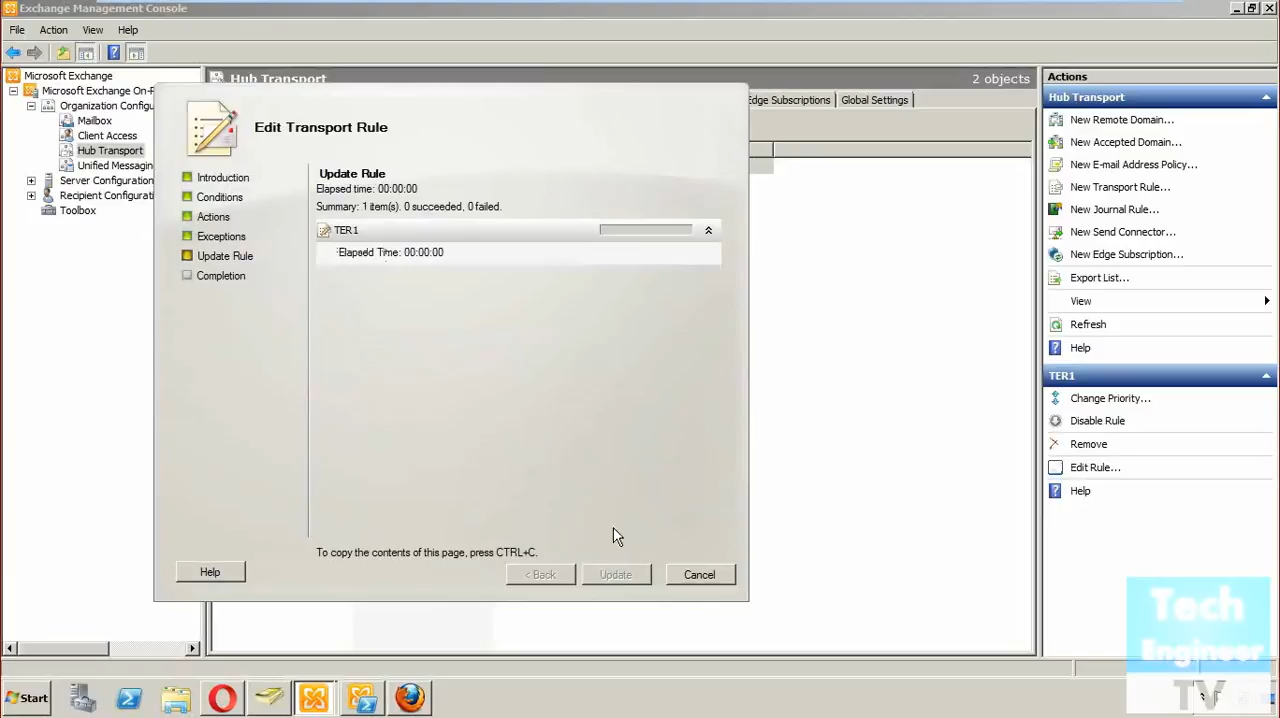 Exchange Management Console
File Action View Help
Microsoft Exchange
Microsoft Exchange On-P
Organization Configu
Mailbox
Client Access
Hub Transport
Unified Messagin
Server Configuration
Recipient Configurati
Toolbox
Hub Transport
2 objects
Edge Subscriptions
Global Settings
Edit Transport Rule
Introduction
Conditions
Actions
Exceptions
Update Rule
Completion
Update Rule
Elapsed time: 00:00:00
Summary: 1 item(s). 0 succeeded, 0 failed.
TER1
Elapsed Time: 00:00:00
To copy the contents of this page, press CTRL+C.
Help
< Back
Update
Cancel
Actions
Hub Transport
New Remote Domain...
New Accepted Domain...
New E-mail Address Policy...
New Transport Rule...
New Journal Rule...
New Send Connector...
New Edge Subscription...
Export List...
View
Refresh
Help
TER1
Change Priority...
Disable Rule
Remove
Edit Rule...
Help
Tech
Engineer
TV
Start